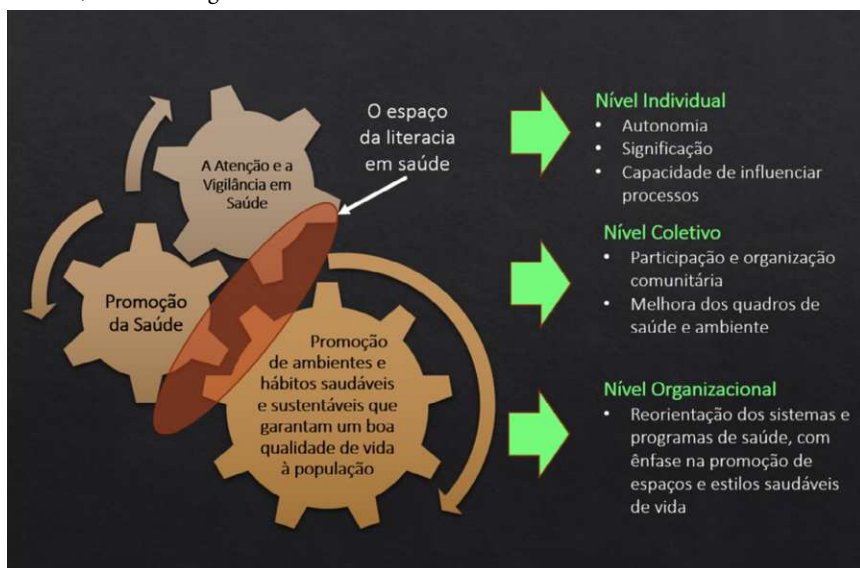 A Atenção e a
Vigilância em
Saúde
Promoção
da Saúde
Promoção
de ambientes e
hábitos saudáveis
e sustentáveis que
garantam um boa
qualidade de vida
à população
O espaço
da literacia
em saúde
Nível Individual
• Autonomia
• Significação
• Capacidade de influenciar
processos
Nível Coletivo
• Participação e organização
comunitária
• Melhora dos quadros de
saúde e ambiente
Nível Organizacional
• Reorientação dos sistemas e
programas de saúde, com
ênfase na promoção de
espaços e estilos saudáveis
de vida